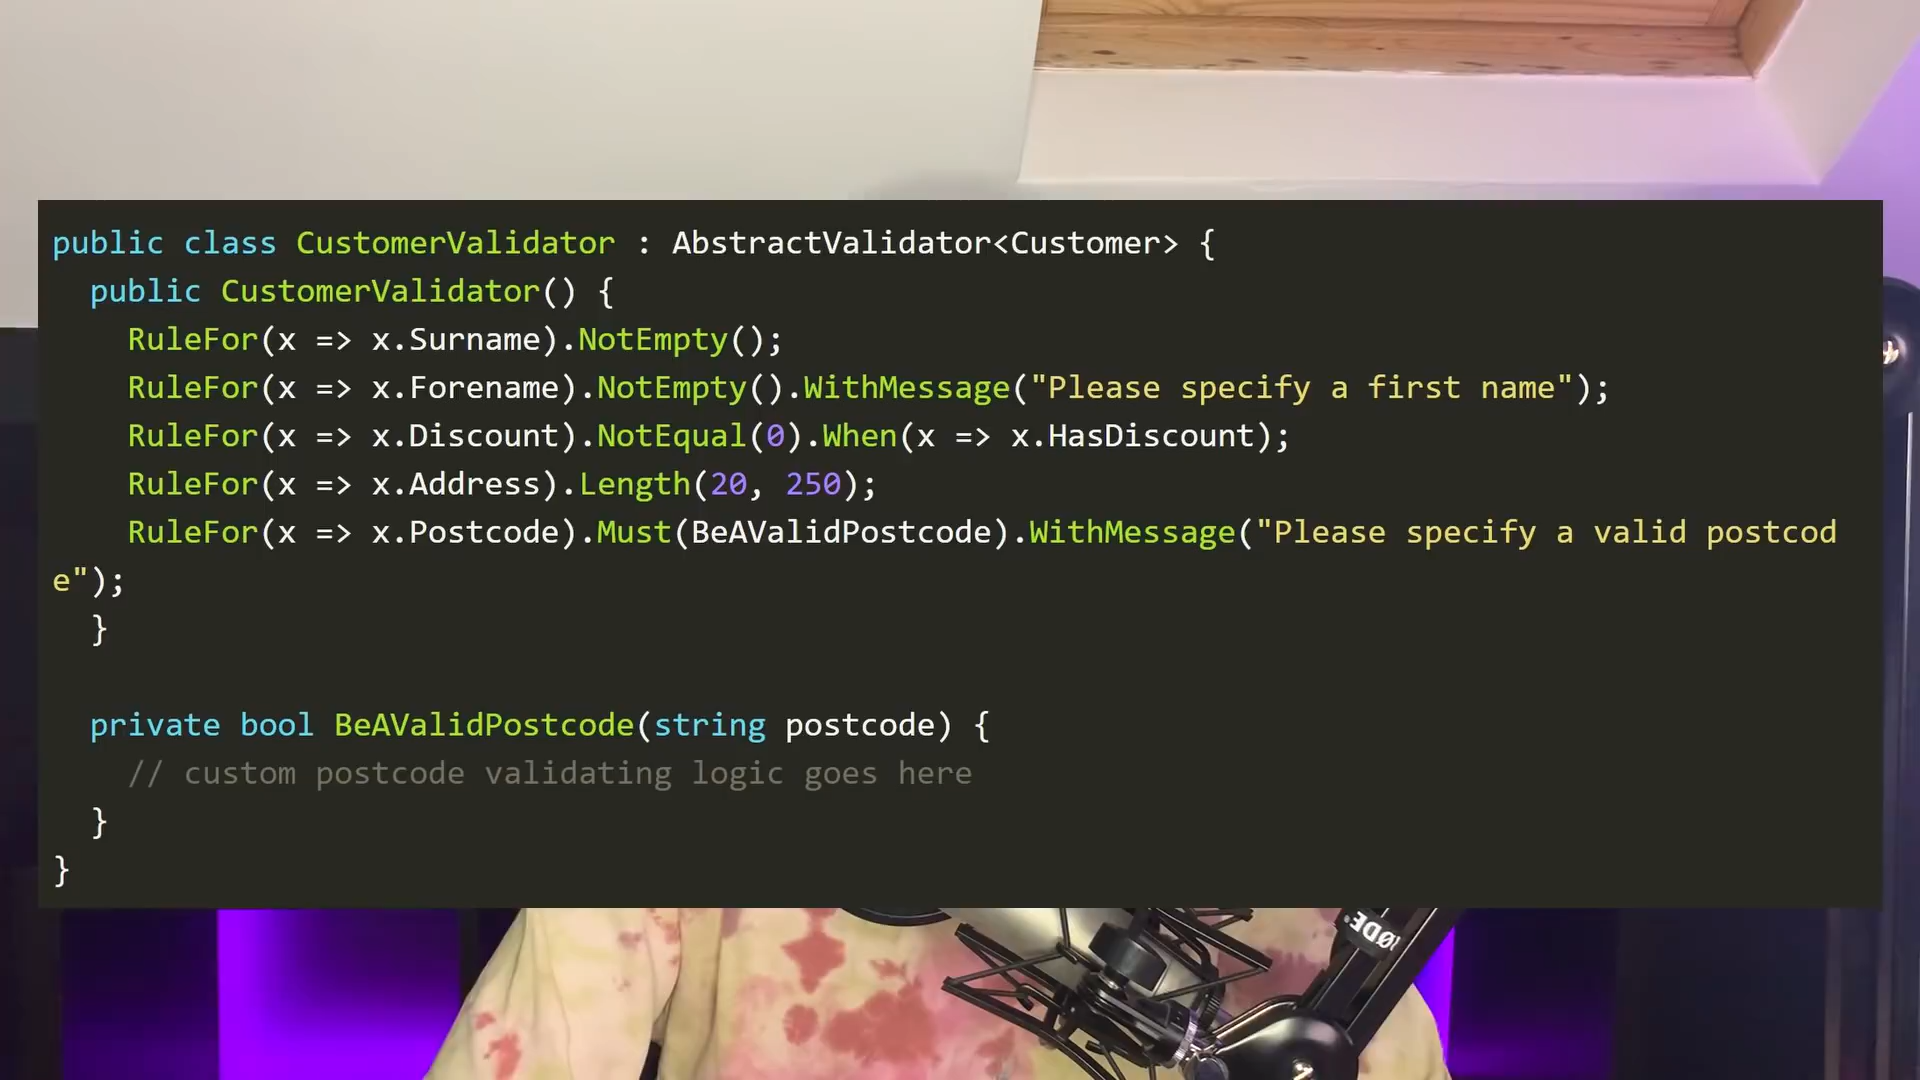 public class CustomerValidator : AbstractValidator<Customer> {
  public CustomerValidator() {
    RuleFor(x => x.Surname).NotEmpty();
    RuleFor(x => x.Forename).NotEmpty().WithMessage("Please specify a first name");
    RuleFor(x => x.Discount).NotEqual(0).When(x => x.HasDiscount);
    RuleFor(x => x.Address).Length(20, 250);
    RuleFor(x => x.Postcode).Must(BeAValidPostcode).WithMessage("Please specify a valid postcod
e");
  }
  private bool BeAValidPostcode(string postcode) {
    // custom postcode validating logic goes here
  }
}
RØDE